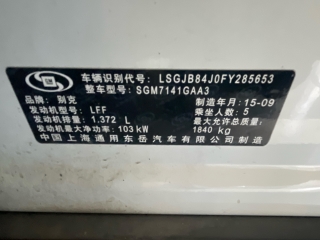 车辆识别代号: LSGJB84J0FY285653
整车型号: SGM7141GAA3
品牌: 别克 制造年月: 15-09
发动机型号: LFF 乘坐人数: 5
发动机排量: 1.372 L 最大允许总质量:
最大净功率: 103 kW 1840 kg
中国上海通用东岳汽车有限公司制造